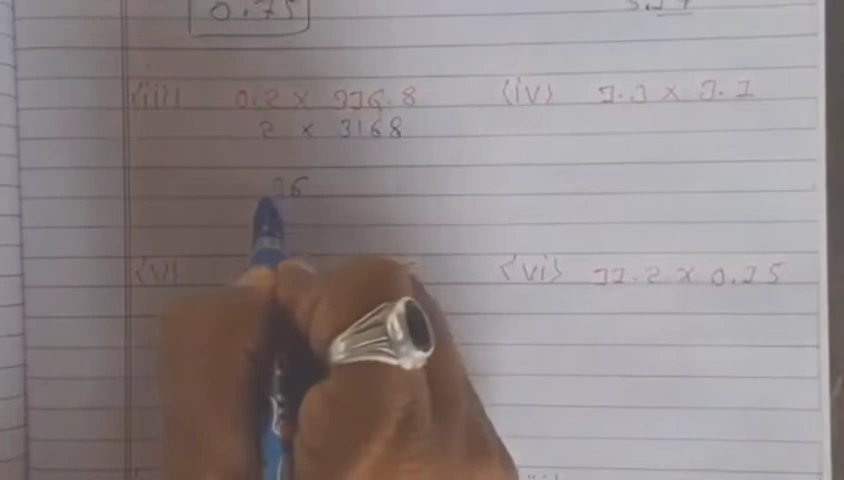 0.75
(iii) 0.2 × 316.8 (iv) 1.3 × 3.1
2 × 3168
36
(v) (vi) 11.2 × 0.15